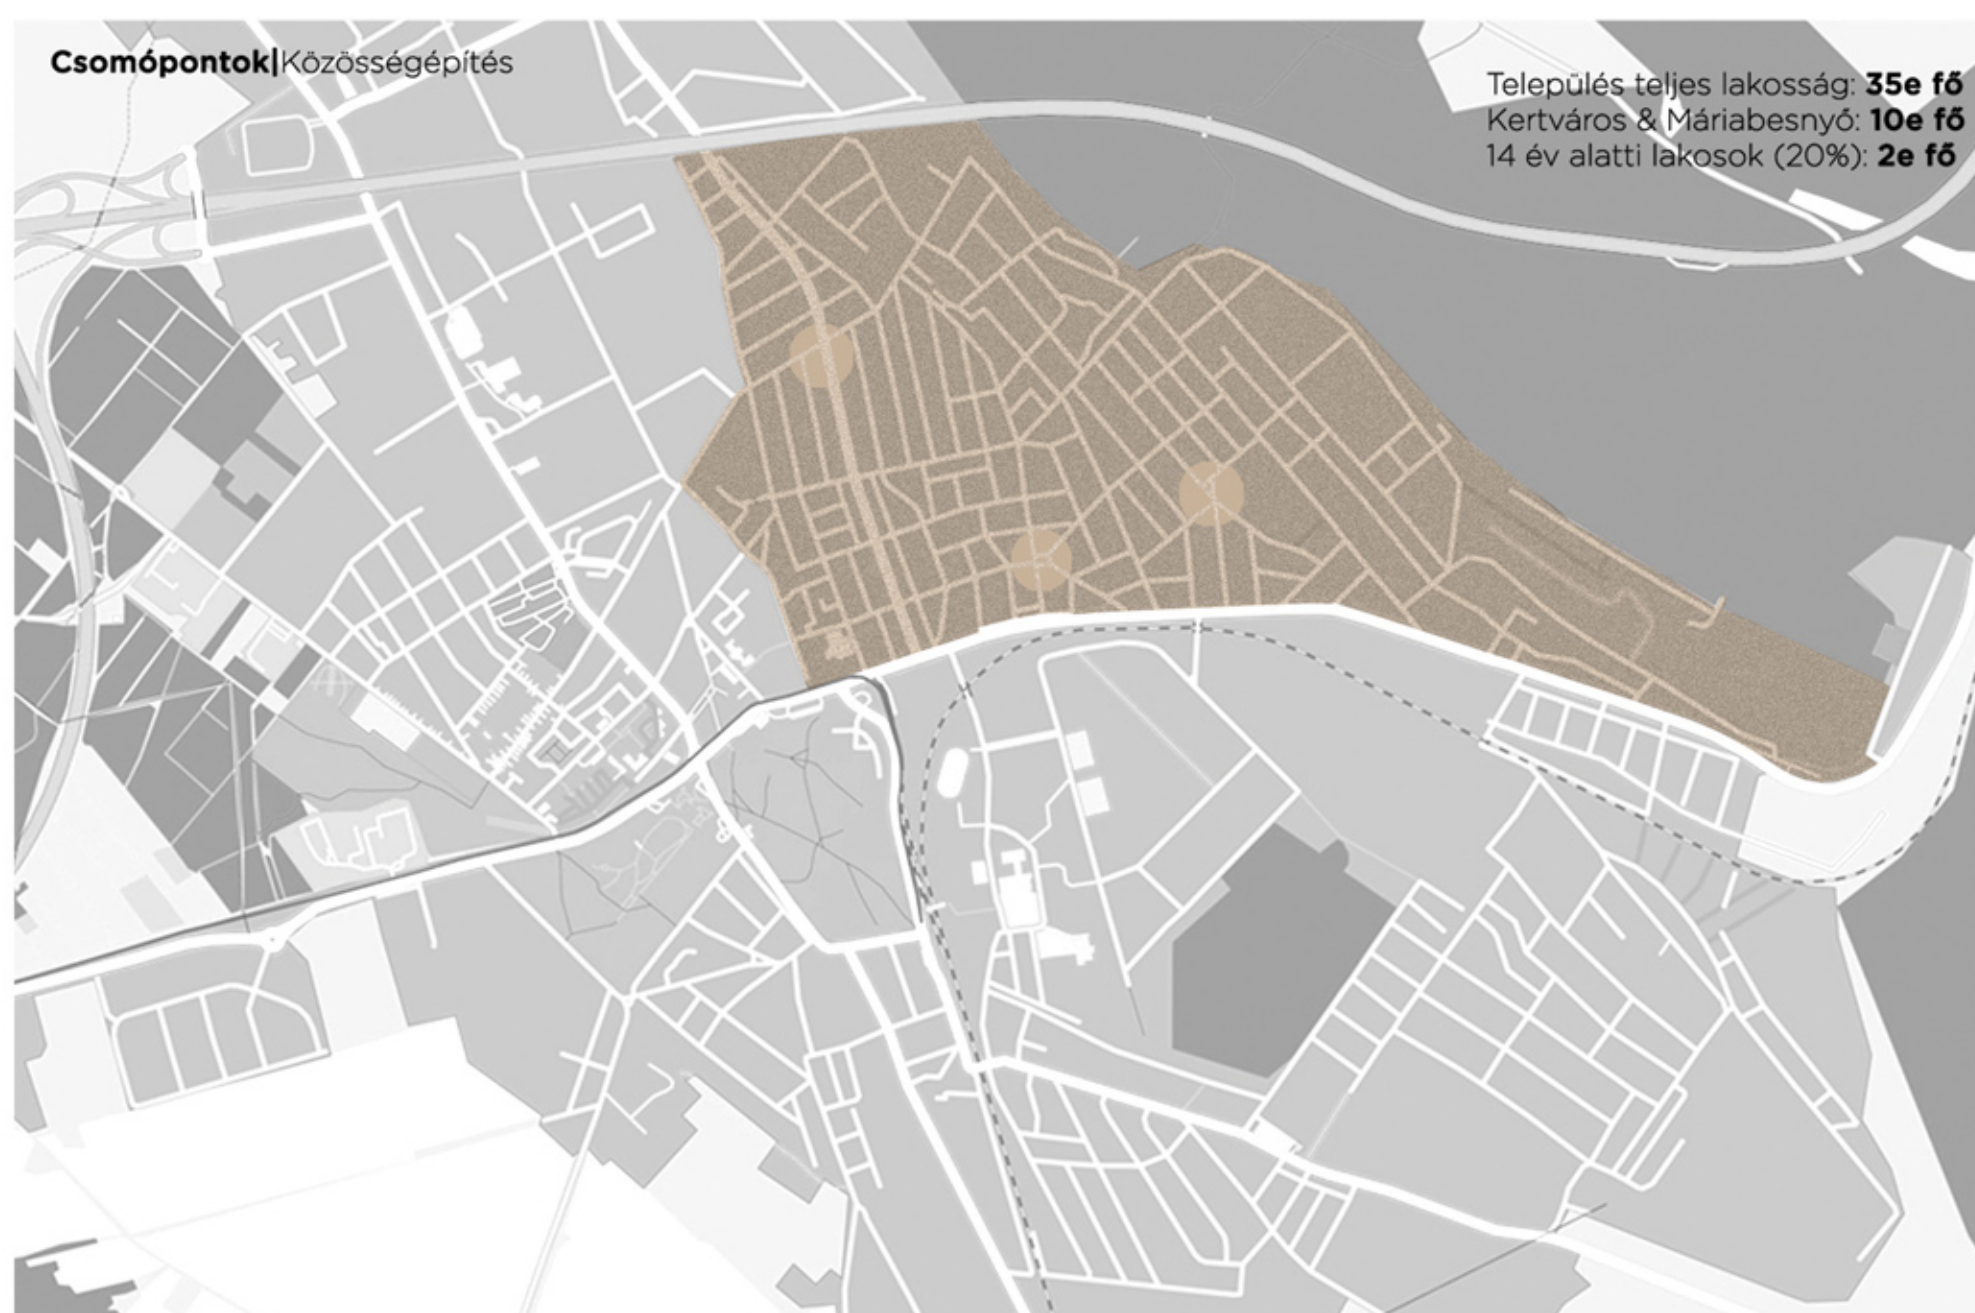 Csomópontok|Közösségépítés
Település teljes lakosság: 35e fő
Kertváros & Máriabesnyő: 10e fő
14 év alatti lakosok (20%): 2e fő